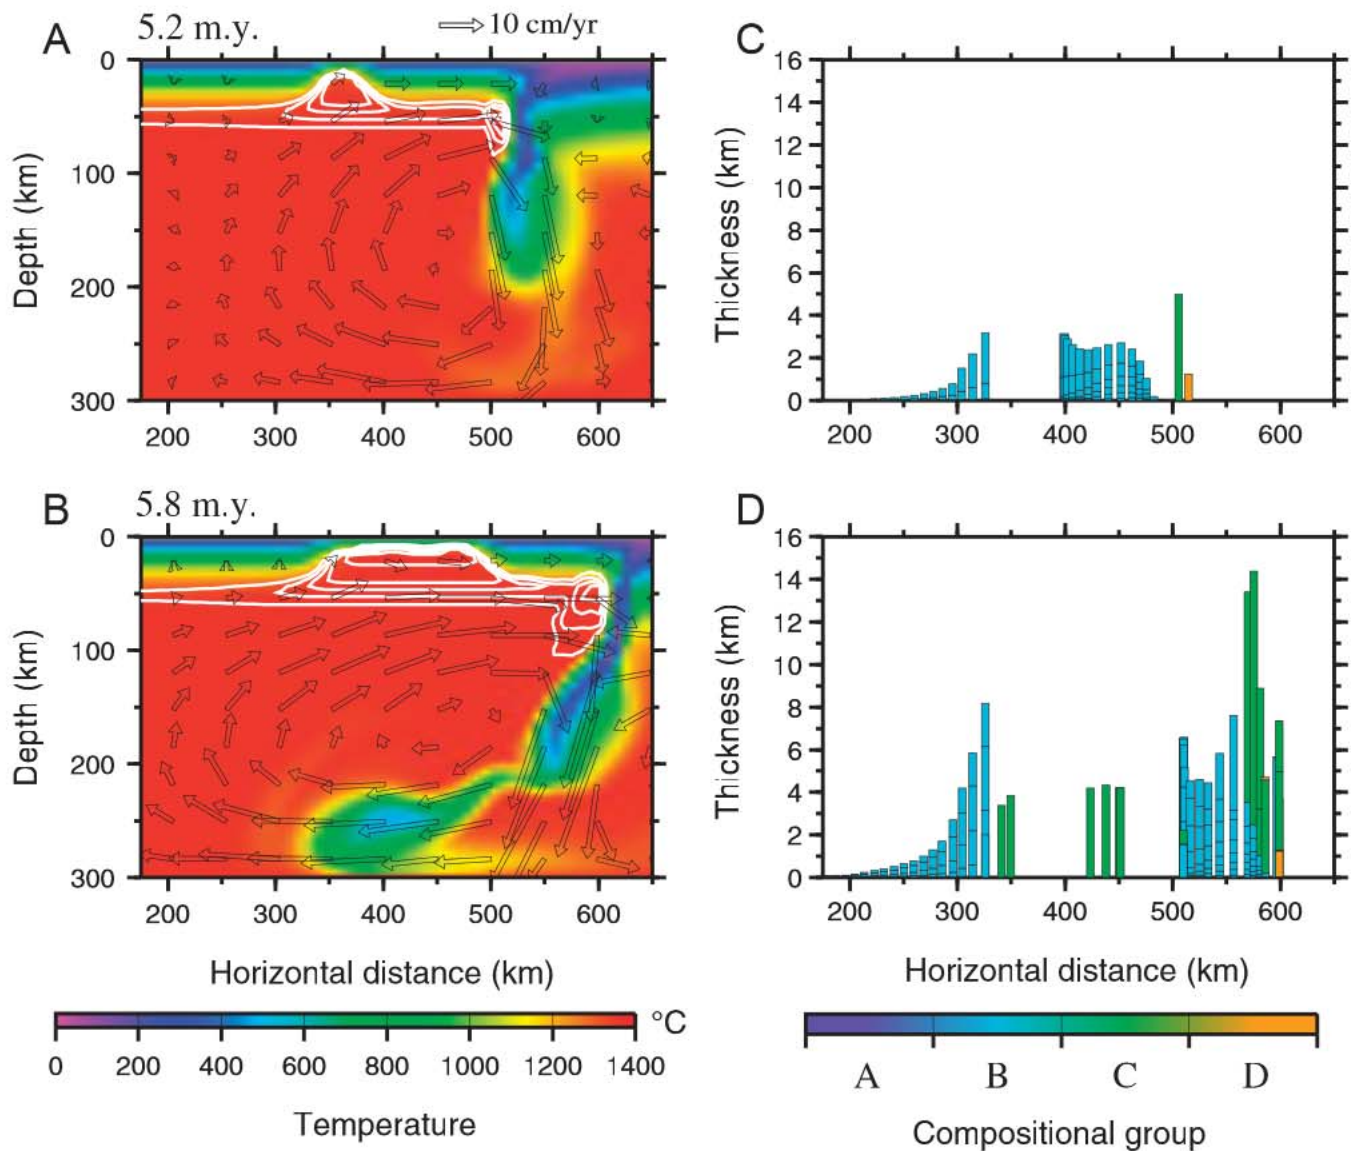 A
5.2 m.y.
10 cm/yr
0
100
200
300
Depth (km)
200 300 400 500 600
C
16
14
12
10
8
6
4
2
0
Thickness (km)
200 300 400 500 600
B
5.8 m.y.
0
100
200
300
Depth (km)
200 300 400 500 600
Horizontal distance (km)
D
16
14
12
10
8
6
4
2
0
Thickness (km)
200 300 400 500 600
Horizontal distance (km)
°C
0 200 400 600 800 1000 1200 1400
Temperature
A B C D
Compositional group